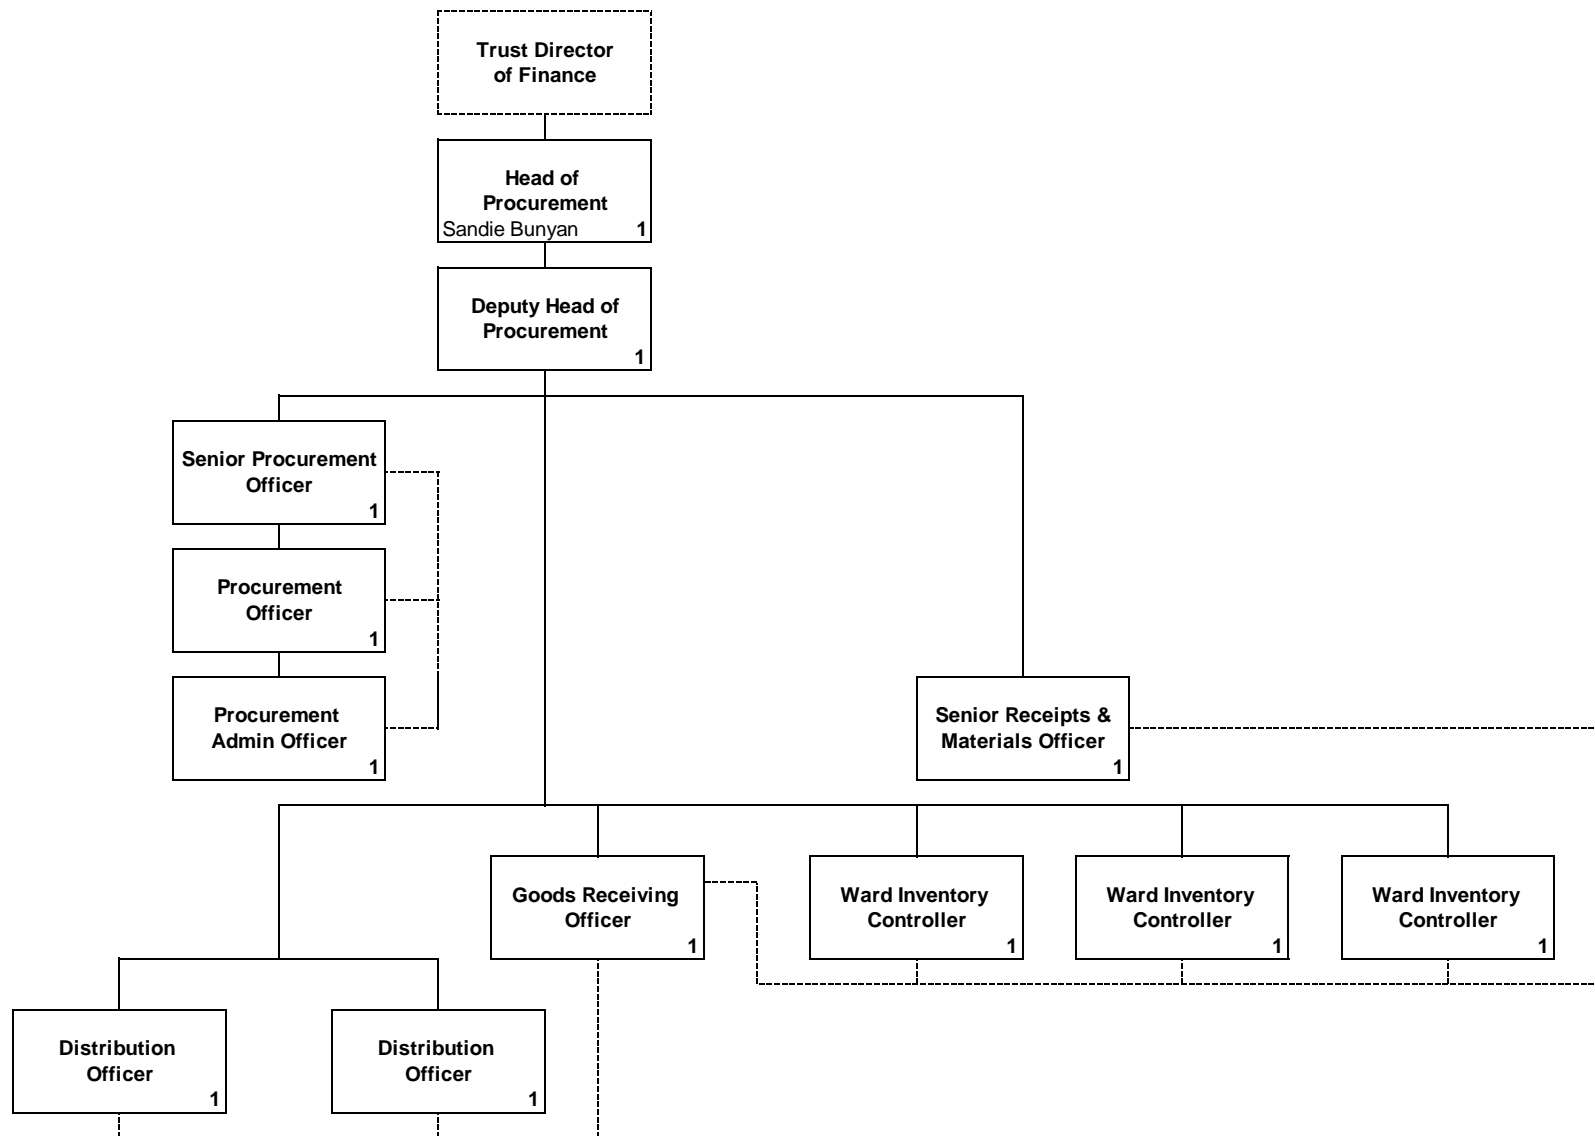 Trust Director
of Finance
Head of
Procurement
Sandie Bunyan 1
Deputy Head of
Procurement
1
Senior Procurement
Officer
1
Procurement
Officer
1
Procurement
Admin Officer
1
Senior Receipts &
Materials Officer
1
Goods Receiving
Officer
1
Ward Inventory
Controller
1
Ward Inventory
Controller
1
Ward Inventory
Controller
1
Distribution
Officer
1
Distribution
Officer
1